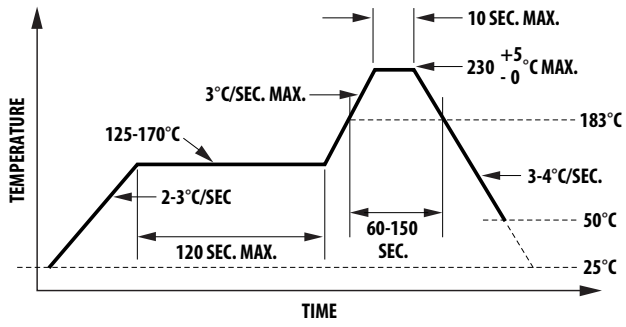 10 SEC. MAX.
230 +5 - 0 °C MAX.
3°C/SEC. MAX.
183°C
125-170°C
TEMPERATURE
2-3°C/SEC
3-4°C/SEC.
60-150
SEC.
50°C
120 SEC. MAX.
25°C
TIME